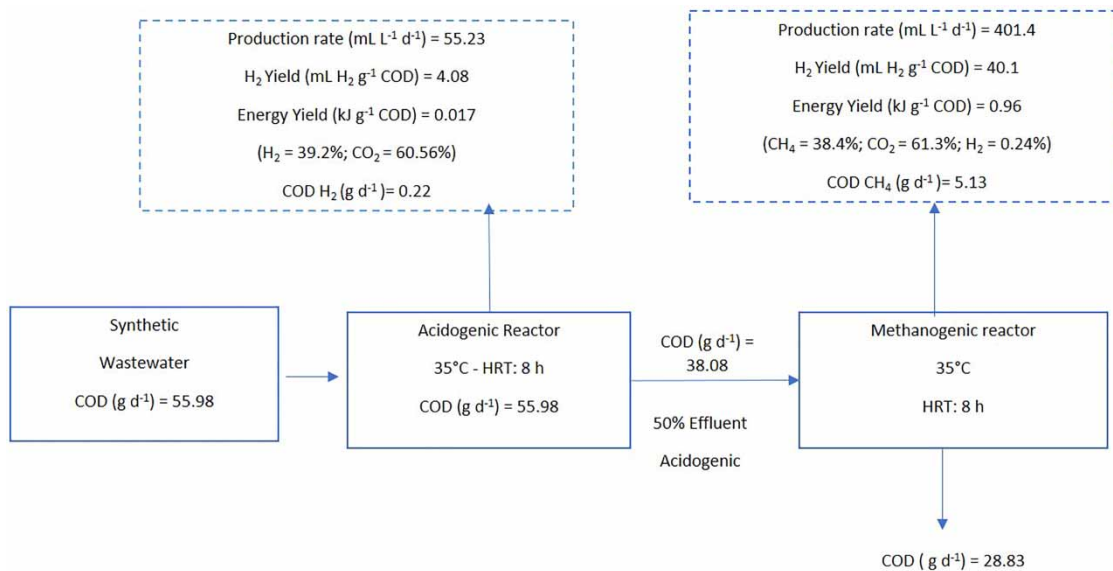 Production rate (mL L⁻¹ d⁻¹) = 55.23
H₂ Yield (mL H₂ g⁻¹ COD) = 4.08
Energy Yield (kJ g⁻¹ COD) = 0.017
(H₂ = 39.2%; CO₂ = 60.56%)
COD H₂ (g d⁻¹)= 0.22
Production rate (mL L⁻¹ d⁻¹) = 401.4
H₂ Yield (mL H₂ g⁻¹ COD) = 40.1
Energy Yield (kJ g⁻¹ COD) = 0.96
(CH₄ = 38.4%; CO₂ = 61.3%; H₂ = 0.24%)
COD CH₄ (g d⁻¹)= 5.13
Synthetic
Wastewater
COD (g d⁻¹) = 55.98
Acidogenic Reactor
35°C - HRT: 8 h
COD (g d⁻¹) = 55.98
COD (g d⁻¹) =
38.08
50% Effluent
Acidogenic
Methanogenic reactor
35°C
HRT: 8 h
COD ( g d⁻¹) = 28.83